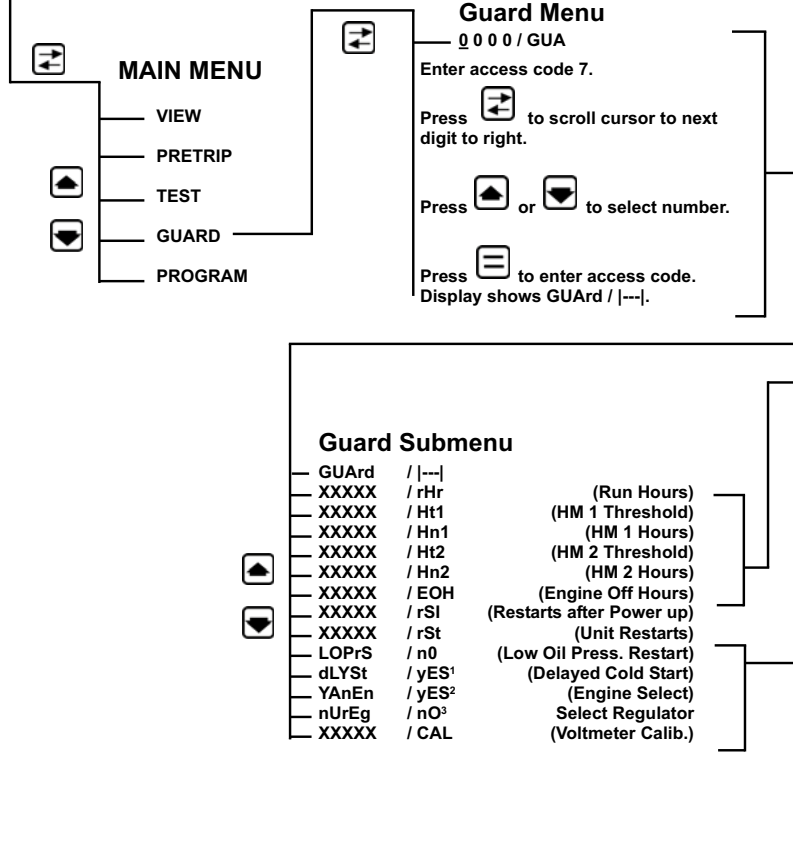 MAIN MENU
VIEW
PRETRIP
TEST
GUARD
PROGRAM
Guard Menu
0 0 0 0 / GUA
Enter access code 7.
Press to scroll cursor to next
digit to right.
Press or to select number.
Press to enter access code.
Display shows GUArd / |---|.
Guard Submenu
GUArd / |---|
XXXXX / rHr (Run Hours)
XXXXX / Ht1 (HM 1 Threshold)
XXXXX / Hn1 (HM 1 Hours)
XXXXX / Ht2 (HM 2 Threshold)
XXXXX / Hn2 (HM 2 Hours)
XXXXX / EOH (Engine Off Hours)
XXXXX / rSI (Restarts after Power up)
XXXXX / rSt (Unit Restarts)
LOPrS / n0 (Low Oil Press. Restart)
dLYSt / yES¹ (Delayed Cold Start)
YAnEn / yES² (Engine Select)
nUrEg / nO³ Select Regulator
XXXXX / CAL (Voltmeter Calib.)